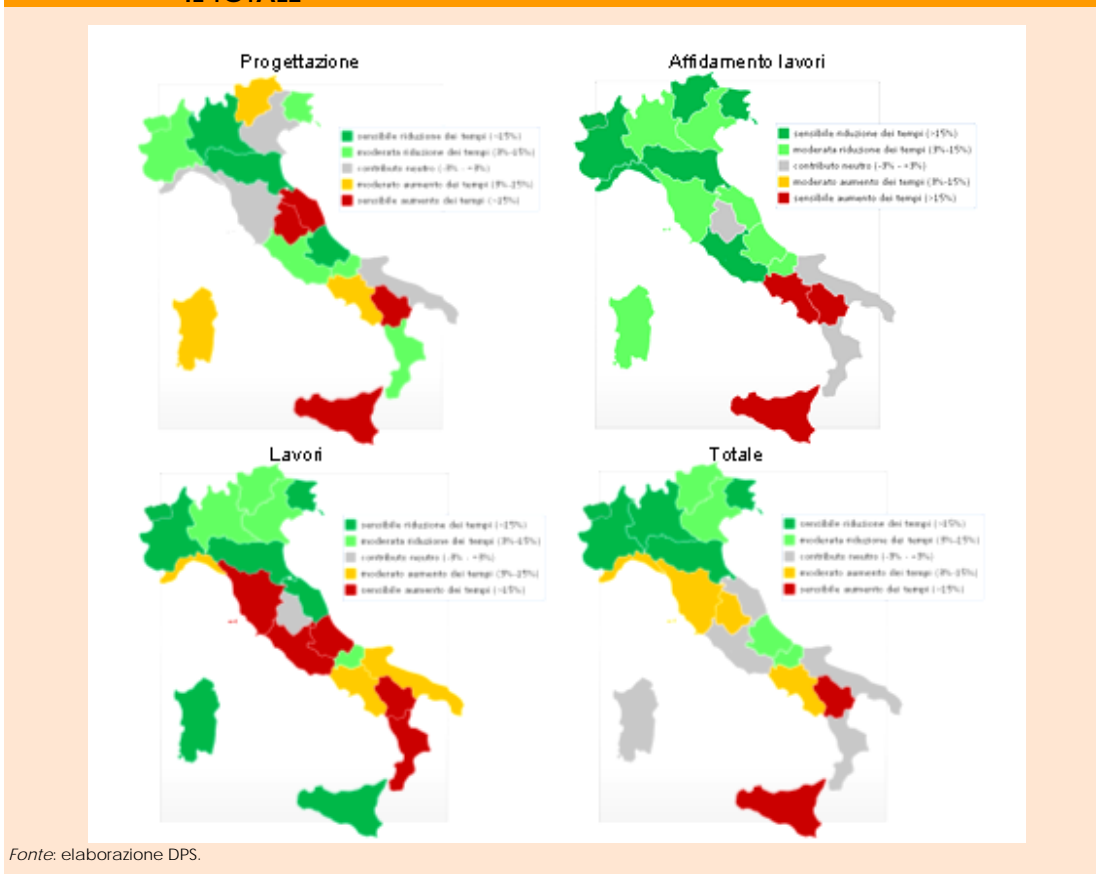 IL TOTALE
Progettazione
sensibile riduzione dei tempi (>15%)
moderata riduzione dei tempi (3%-15%)
contributo neutro (-3% - +3%)
moderato aumento dei tempi (3%-15%)
sensibile aumento dei tempi (>15%)
Affidamento lavori
sensibile riduzione dei tempi (>15%)
moderata riduzione dei tempi (3%-15%)
contributo neutro (-3% - +3%)
moderato aumento dei tempi (3%-15%)
sensibile aumento dei tempi (>15%)
Lavori
sensibile riduzione dei tempi (>15%)
moderata riduzione dei tempi (3%-15%)
contributo neutro (-3% - +3%)
moderato aumento dei tempi (3%-15%)
sensibile aumento dei tempi (>15%)
Totale
sensibile riduzione dei tempi (>15%)
moderata riduzione dei tempi (3%-15%)
contributo neutro (-3% - +3%)
moderato aumento dei tempi (3%-15%)
sensibile aumento dei tempi (>15%)
Fonte: elaborazione DPS.